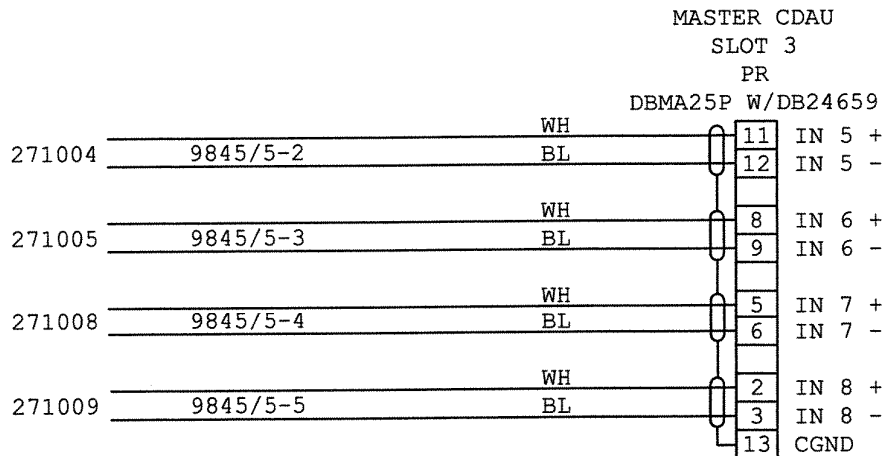 MASTER CDAU
SLOT 3
PR
DBMA25P W/DB24659
271004 9845/5-2 WH 11 IN 5 +
BL 12 IN 5 -
271005 9845/5-3 WH 8 IN 6 +
BL 9 IN 6 -
271008 9845/5-4 WH 5 IN 7 +
BL 6 IN 7 -
271009 9845/5-5 WH 2 IN 8 +
BL 3 IN 8 -
13 CGND